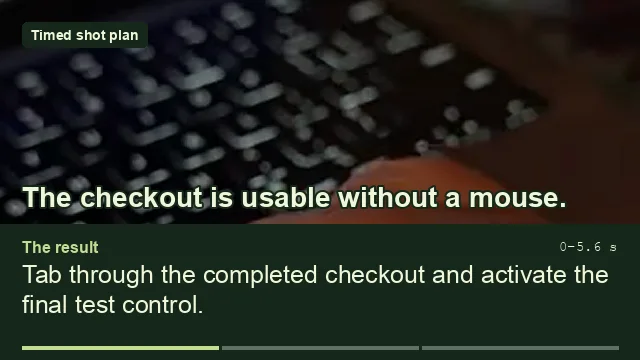 Timed shot plan
The checkout is usable without a mouse.
The result
0–5.6 s
Tab through the completed checkout and activate the
final test control.